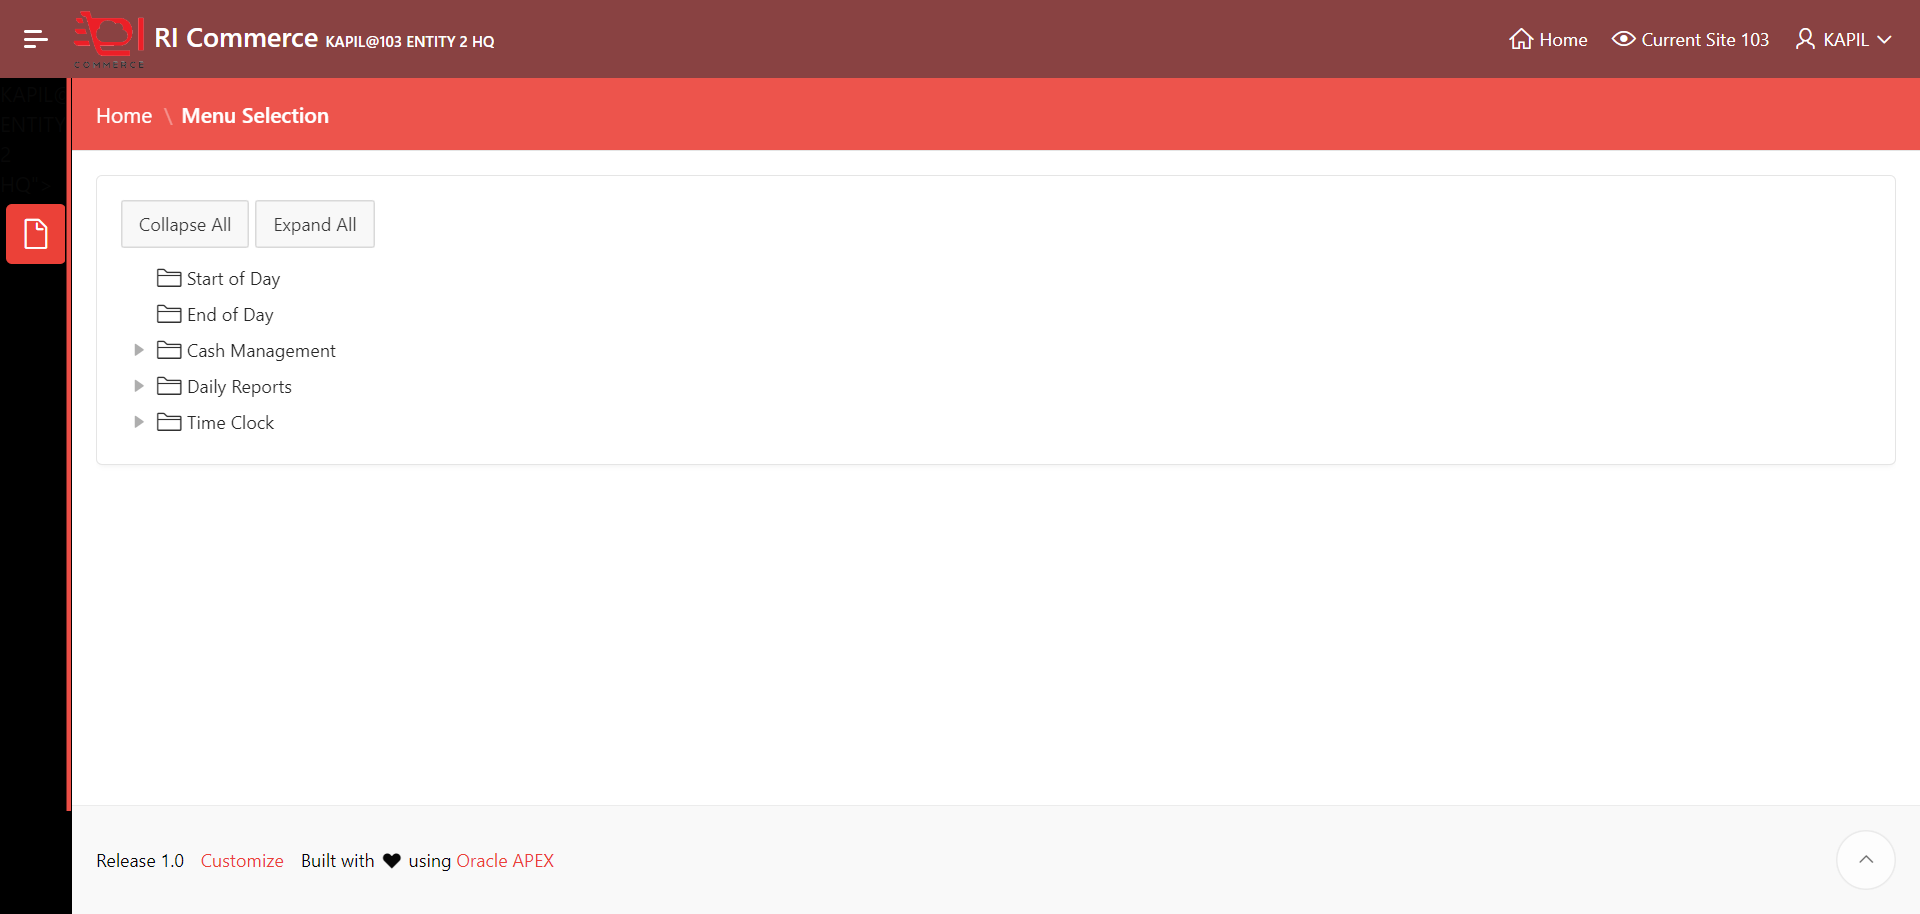 RI Commerce KAPIL@103 ENTITY 2 HQ
COMMERCE
Home
Current Site 103
KAPIL
KAPIL@
ENTITY
2
HQ">
Home \ Menu Selection
Collapse All
Expand All
Start of Day
End of Day
Cash Management
Daily Reports
Time Clock
Release 1.0 Customize Built with using Oracle APEX